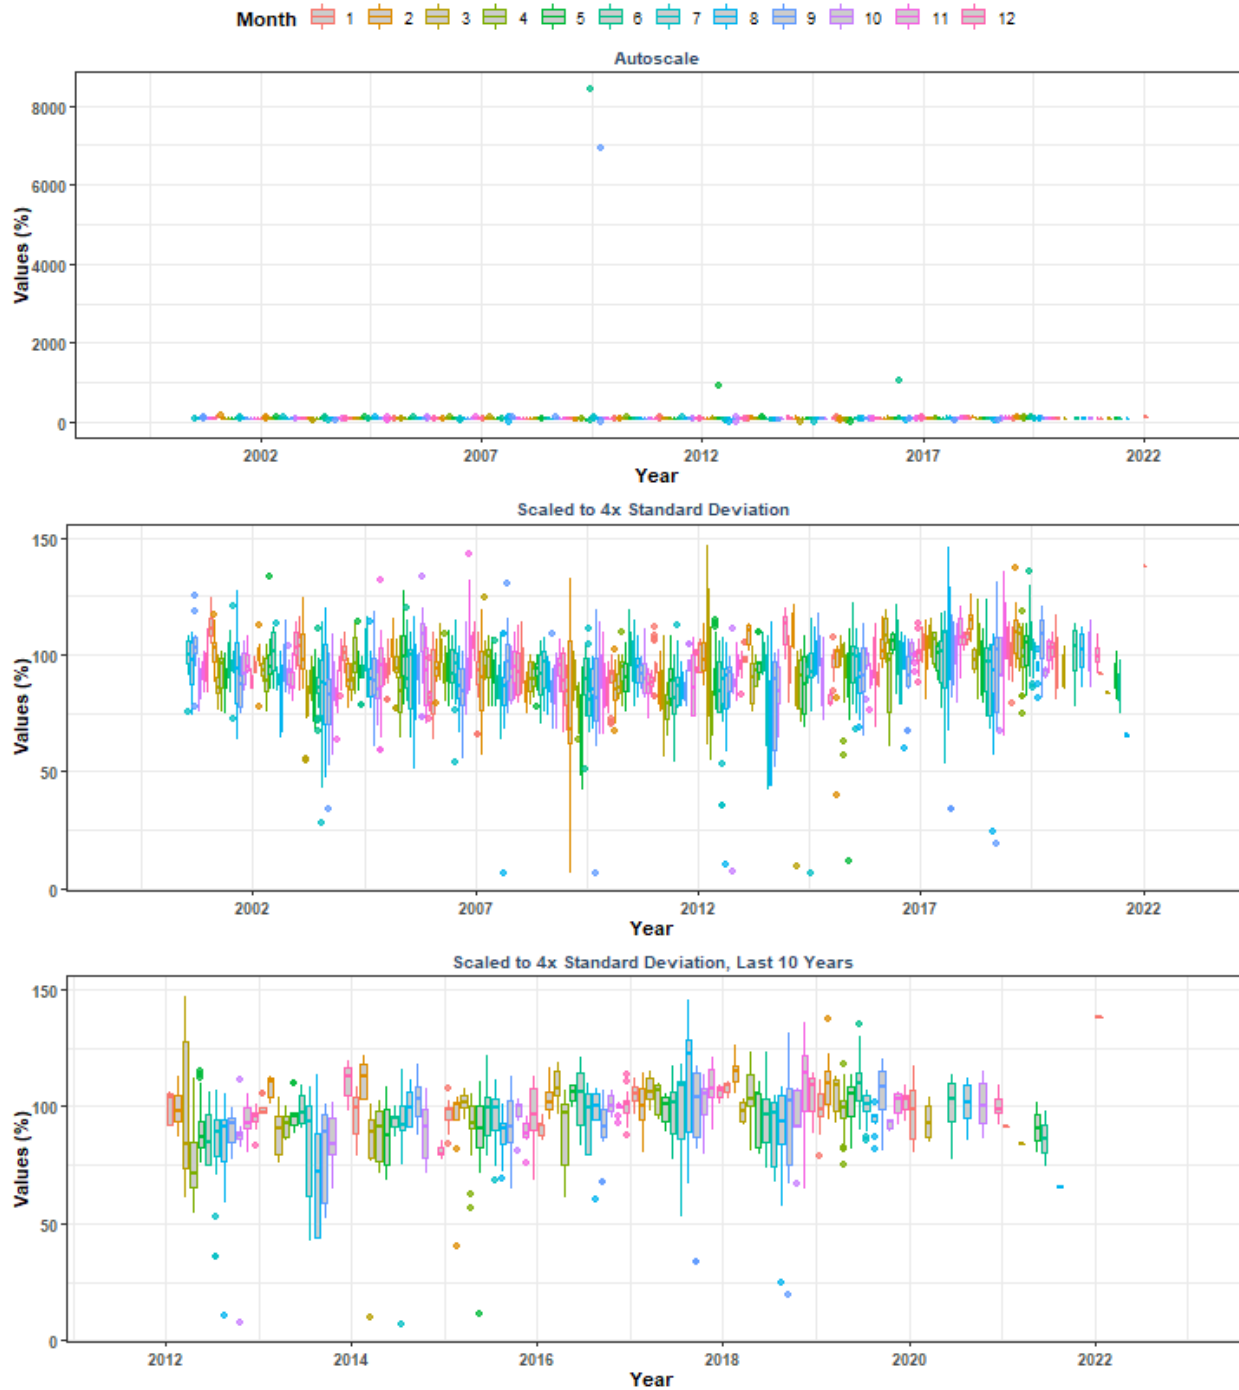 Month 1 2 3 4 5 6 7 8 9 10 11 12
Autoscale
Values (%)
8000
6000
4000
2000
0
2002 2007 2012 2017 2022
Year
Scaled to 4x Standard Deviation
Values (%)
150
100
50
0
2002 2007 2012 2017 2022
Year
Scaled to 4x Standard Deviation, Last 10 Years
Values (%)
150
100
50
0
2012 2014 2016 2018 2020 2022
Year